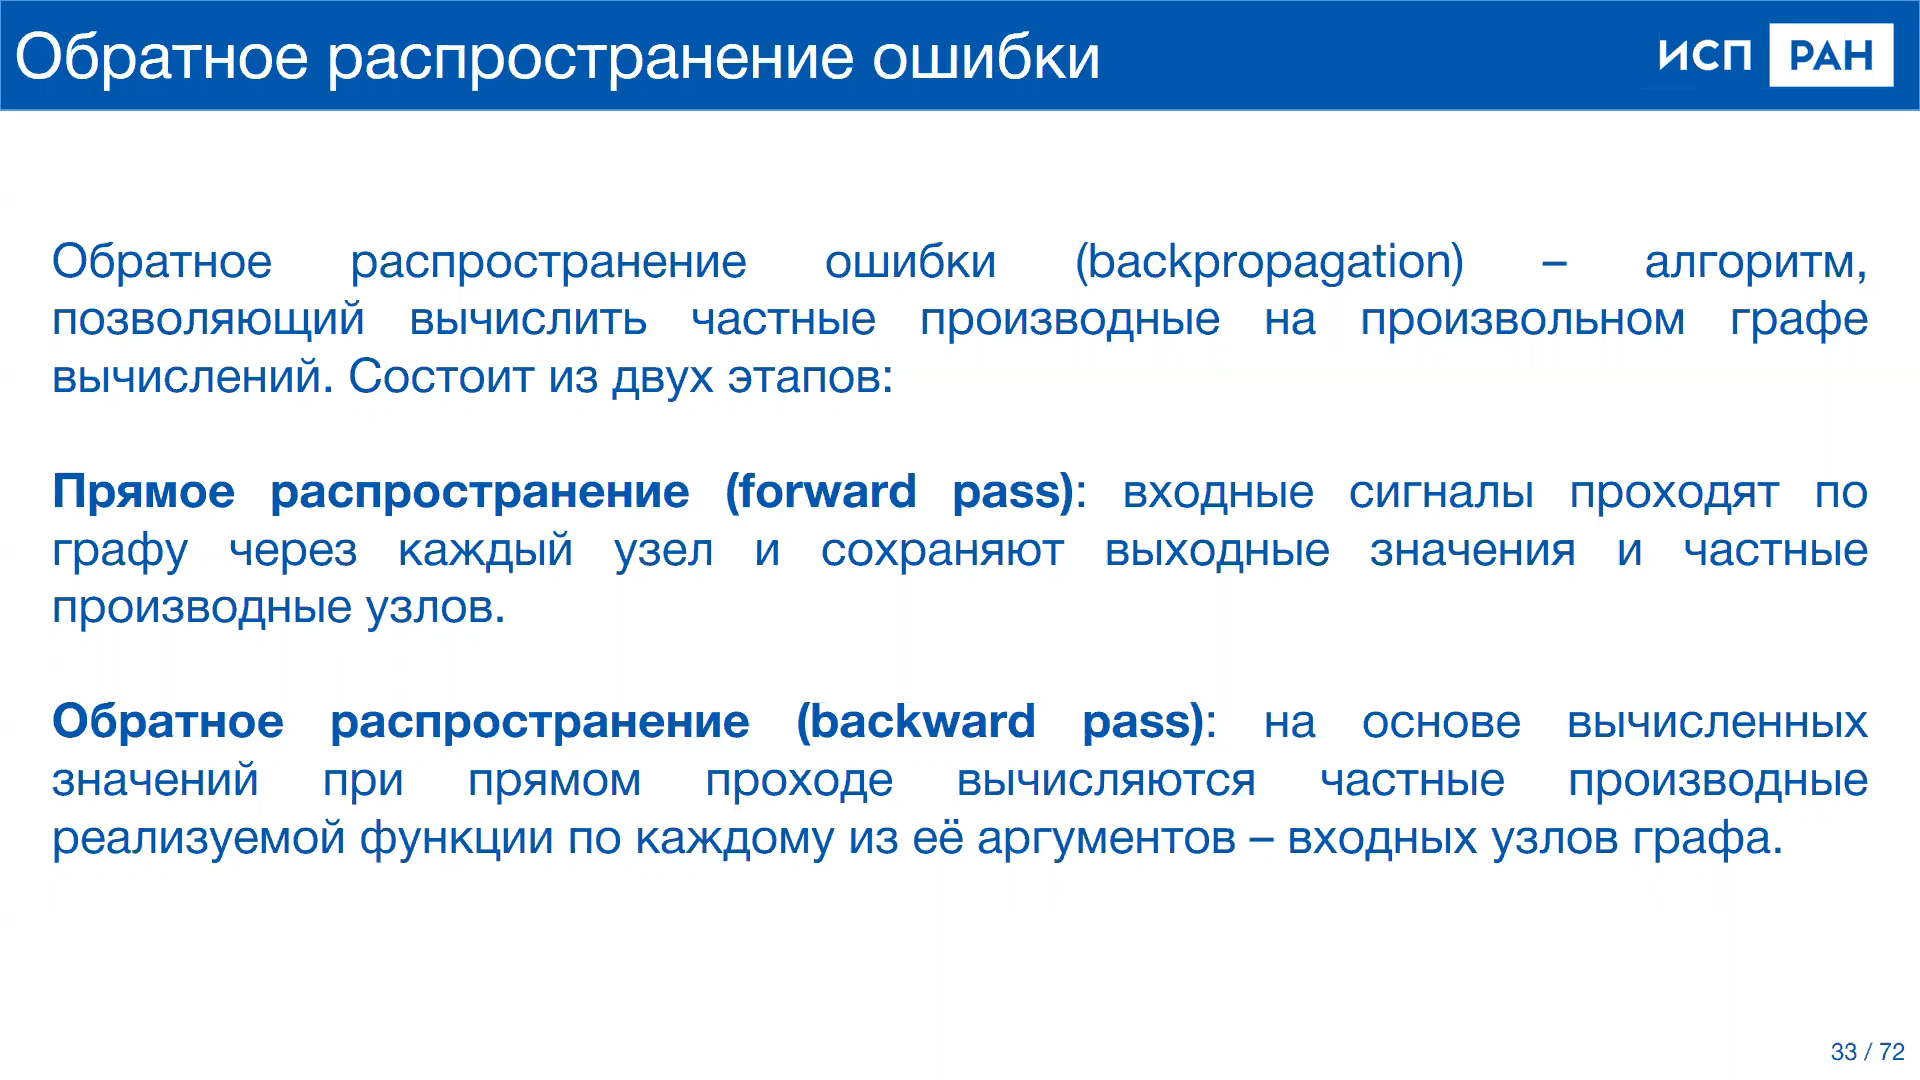 Обратное распространение ошибки
ИСП РАН
Обратное распространение ошибки (backpropagation) – алгоритм,
позволяющий вычислить частные производные на произвольном графе
вычислений. Состоит из двух этапов:
Прямое распространение (forward pass): входные сигналы проходят по
графу через каждый узел и сохраняют выходные значения и частные
производные узлов.
Обратное распространение (backward pass): на основе вычисленных
значений при прямом проходе вычисляются частные производные
реализуемой функции по каждому из её аргументов – входных узлов графа.
33 / 72